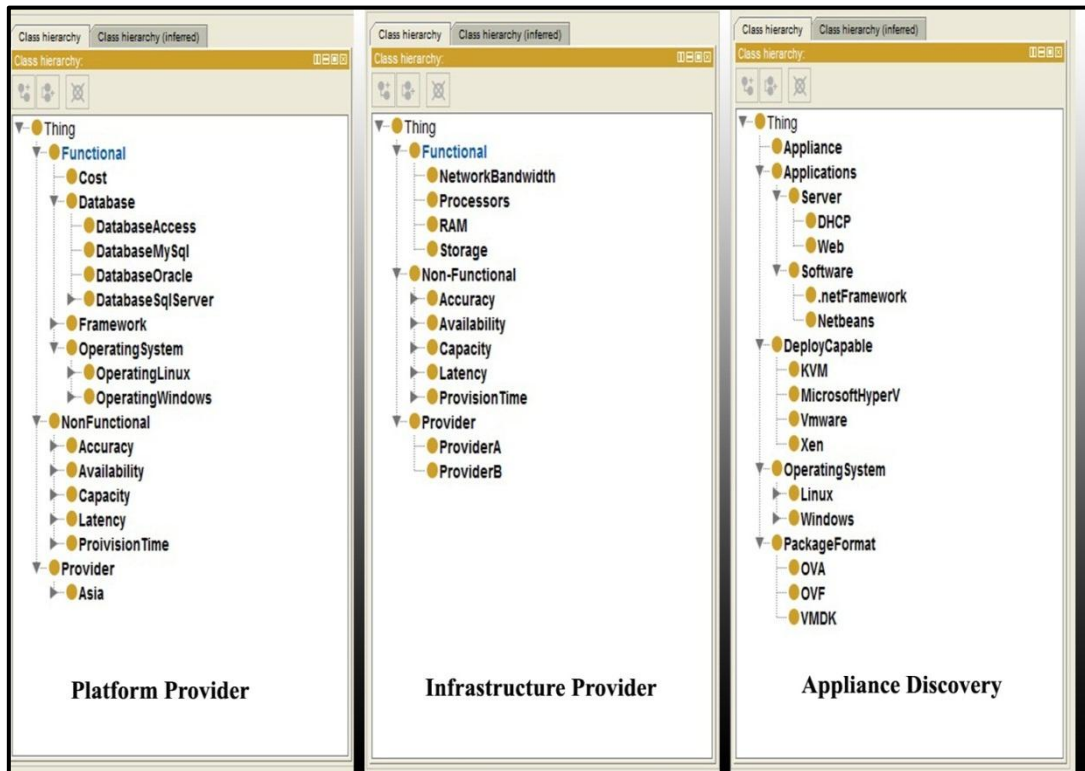 Class hierarchy
Class hierarchy (inferred)
Class hierarchy:
Thing
Functional
Cost
Database
DatabaseAccess
DatabaseMySql
DatabaseOracle
DatabaseSqlServer
Framework
OperatingSystem
OperatingLinux
OperatingWindows
NonFunctional
Accuracy
Availability
Capacity
Latency
ProivisionTime
Provider
Asia
Platform Provider
Class hierarchy
Class hierarchy (inferred)
Class hierarchy:
Thing
Functional
NetworkBandwidth
Processors
RAM
Storage
Non-Functional
Accuracy
Availability
Capacity
Latency
ProvisionTime
Provider
ProviderA
ProviderB
Infrastructure Provider
Class hierarchy
Class hierarchy (inferred)
Class hierarchy:
Thing
Appliance
Applications
Server
DHCP
Web
Software
.netFramework
Netbeans
DeployCapable
KVM
MicrosoftHyperV
Vmware
Xen
OperatingSystem
Linux
Windows
PackageFormat
OVA
OVF
VMDK
Appliance Discovery